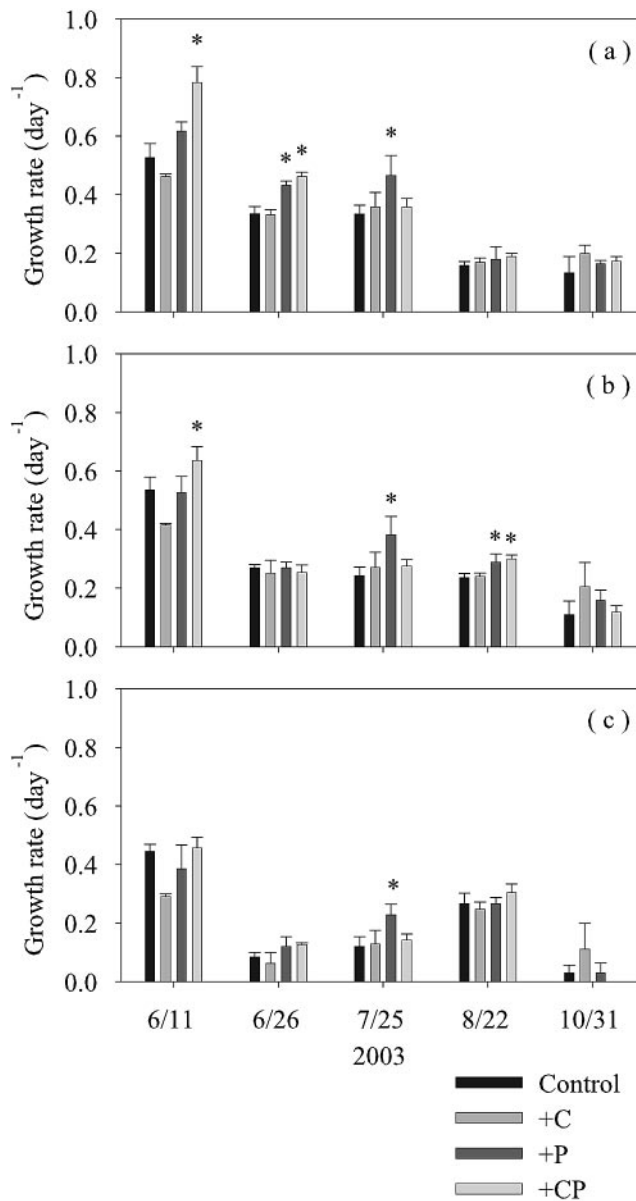 1.0
( a )
0.8
0.6
0.4
0.2
0.0
Growth rate (day⁻¹)
*
* *
*
1.0
( b )
0.8
0.6
0.4
0.2
0.0
Growth rate (day⁻¹)
*
*
* *
1.0
( c )
0.8
0.6
0.4
0.2
0.0
Growth rate (day⁻¹)
*
6/11 6/26 7/25 8/22 10/31
2003
Control
+C
+P
+CP